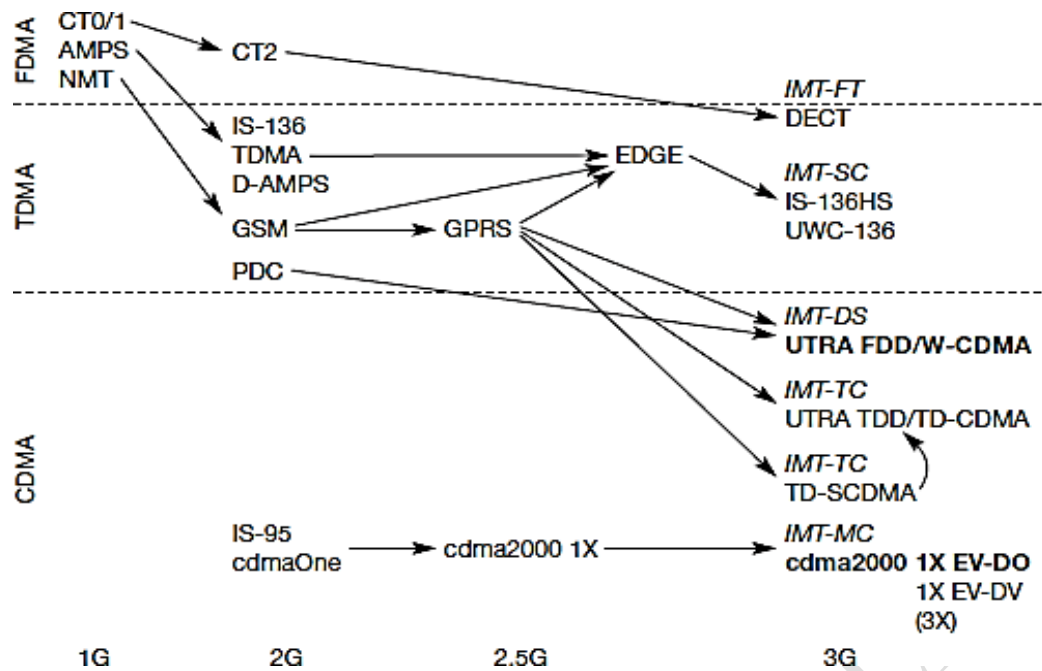 FDMA
CT0/1
AMPS
NMT
CT2
IMT-FT
DECT
TDMA
IS-136
TDMA
D-AMPS
GSM
PDC
GPRS
EDGE
IMT-SC
IS-136HS
UWC-136
CDMA
IMT-DS
UTRA FDD/W-CDMA
IMT-TC
UTRA TDD/TD-CDMA
IMT-TC
TD-SCDMA
IS-95
cdmaOne
cdma2000 1X
IMT-MC
cdma2000 1X EV-DO
1X EV-DV
(3X)
1G
2G
2.5G
3G